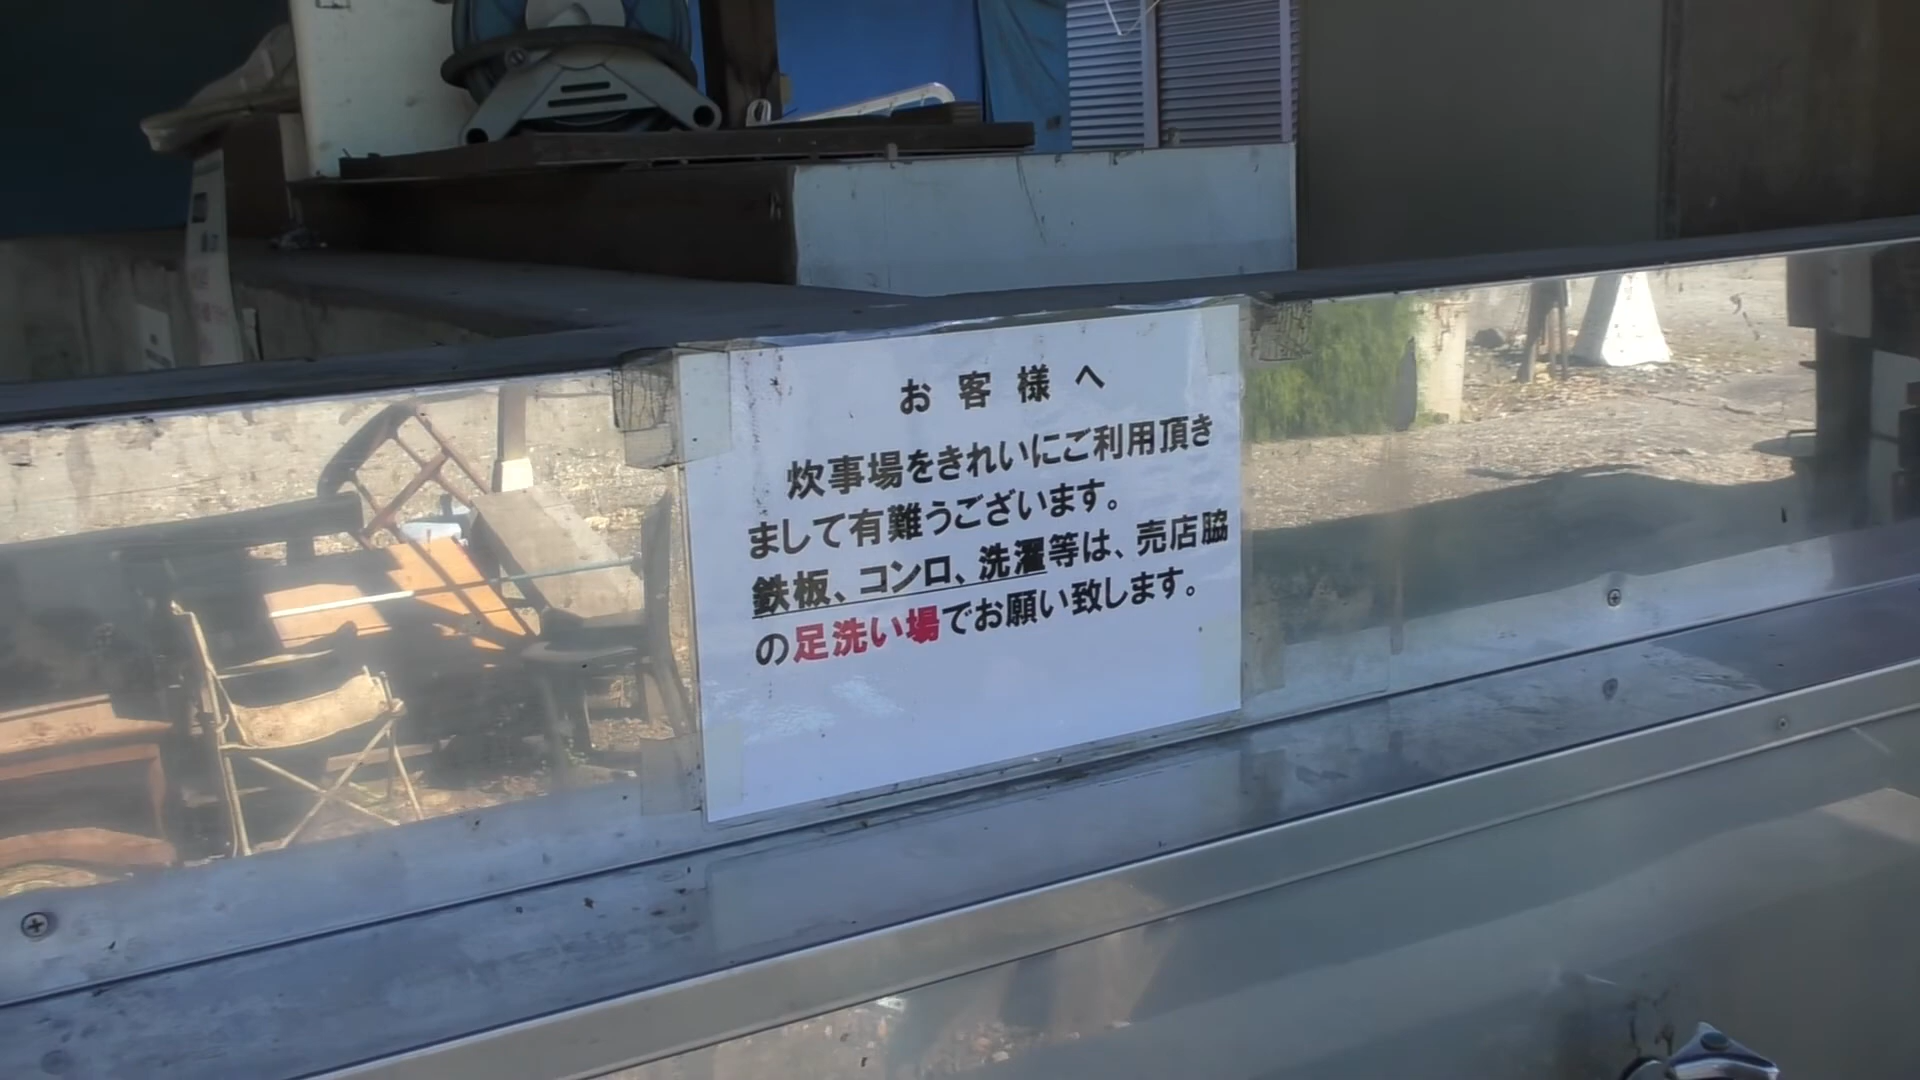 お客様へ
炊事場をきれいにご利用頂き
まして有難うございます。
鉄板、コンロ、洗濯等は、売店脇
の足洗い場でお願い致します。